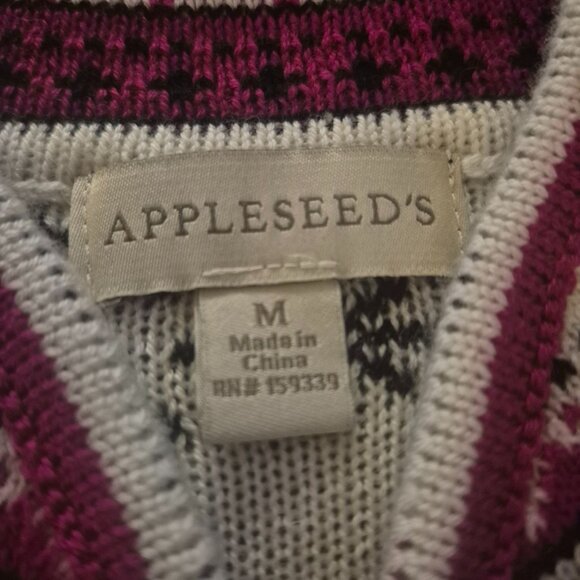 APPLESEED'S
M
Made in
China
RN# 159339